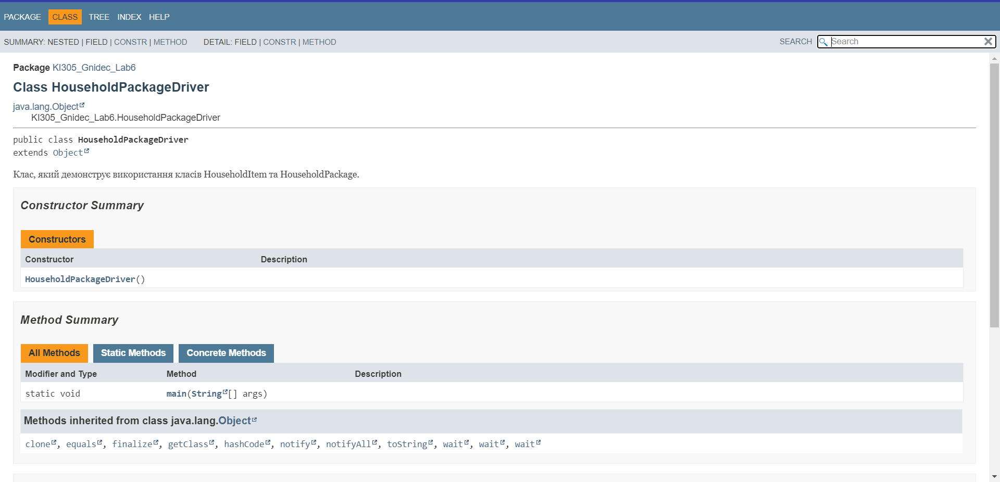 PACKAGE CLASS TREE INDEX HELP
SUMMARY: NESTED | FIELD | CONSTR | METHOD DETAIL: FIELD | CONSTR | METHOD SEARCH Search
Package KI305_Gnidec_Lab6
Class HouseholdPackageDriver
java.lang.Object
KI305_Gnidec_Lab6.HouseholdPackageDriver
public class HouseholdPackageDriver
extends Object
Клас, який демонструє використання класів HouseholdItem та HouseholdPackage.
Constructor Summary
Constructors
Constructor Description
HouseholdPackageDriver()
Method Summary
All Methods Static Methods Concrete Methods
Modifier and Type Method Description
static void main(String[] args)
Methods inherited from class java.lang.Object
clone, equals, finalize, getClass, hashCode, notify, notifyAll, toString, wait, wait, wait